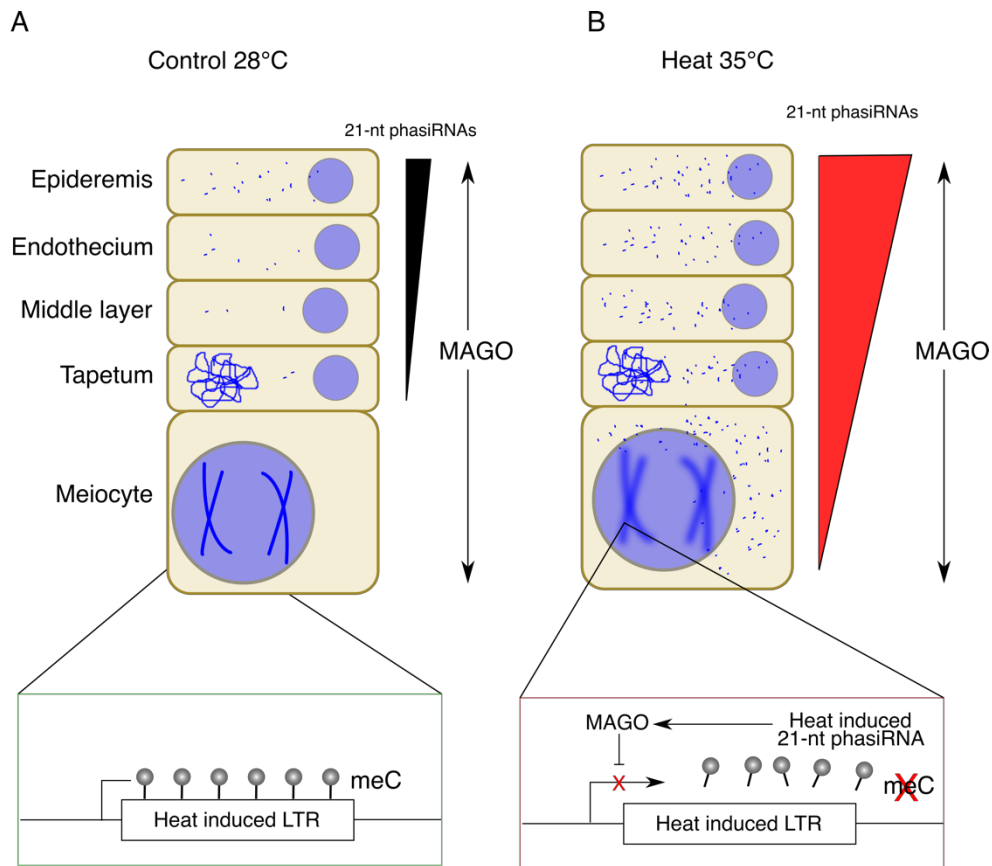 A
Control 28°C
21-nt phasiRNAs
Epideremis
Endothecium
Middle layer
Tapetum
Meiocyte
MAGO
meC
Heat induced LTR
B
Heat 35°C
21-nt phasiRNAs
MAGO
MAGO
Heat induced
21-nt phasiRNA
X
meC
X
Heat induced LTR